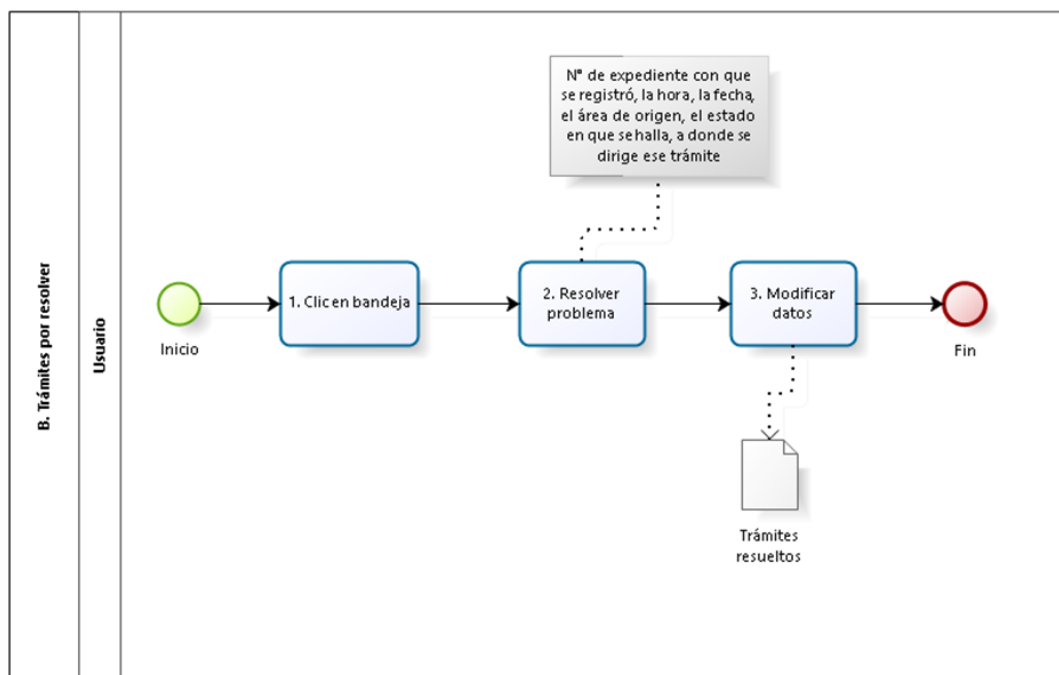 B. Trámites por resolver
Usuario
N° de expediente con que
se registró, la hora, la fecha,
el área de origen, el estado
en que se halla, a donde se
dirige ese trámite
Inicio
1. Clic en bandeja
2. Resolver
problema
3. Modificar
datos
Fin
Trámites
resueltos